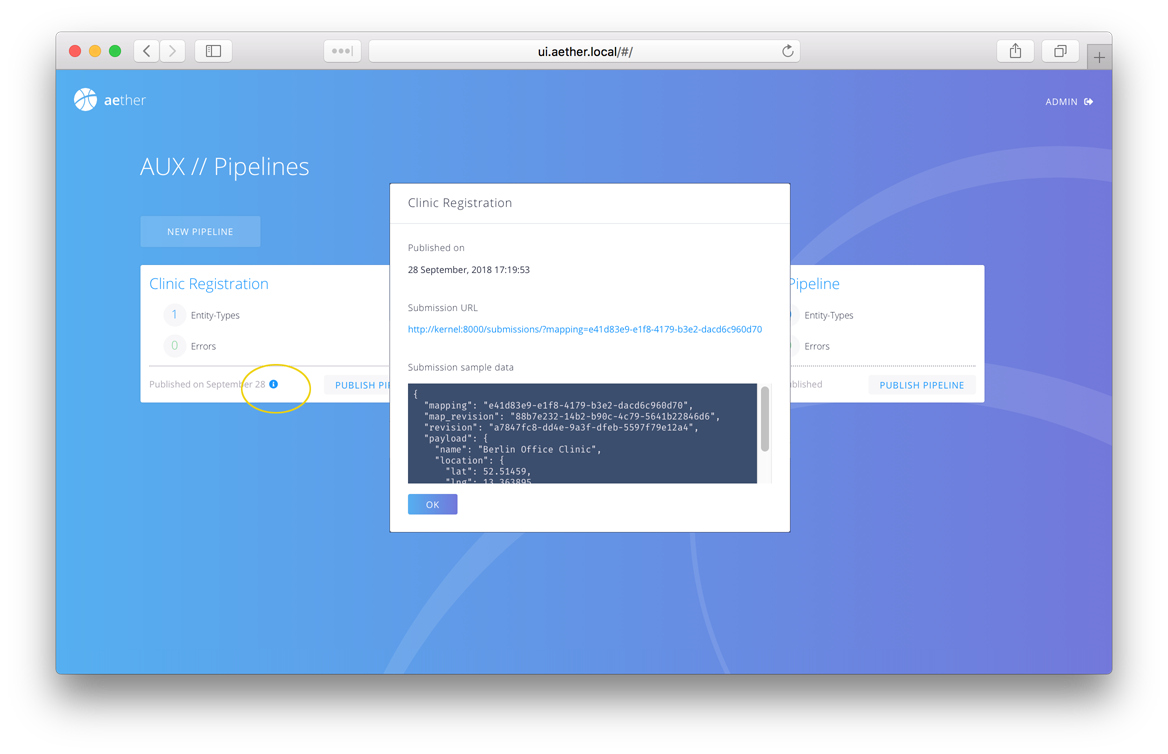 ui.aether.local/#/
aether
ADMIN
AUX // Pipelines
NEW PIPELINE
Clinic Registration
1 Entity-Types
0 Errors
Published on September 28
PUBLISH PI
Clinic Registration
Published on
28 September, 2018 17:19:53
Submission URL
http://kernel:8000/submissions/?mapping=e41d83e9-e1f8-4179-b3e2-dacd6c960d70
Submission sample data
{
"mapping": "e41d83e9-e1f8-4179-b3e2-dacd6c960d70",
"map_revision": "88b7e232-14b2-b90c-4c79-5641b22846d6",
"revision": "a7847fc8-dd4e-9a3f-dfeb-5597f79e12a4",
"payload": {
"name": "Berlin Office Clinic",
"location": {
"lat": 52.51459,
"lng": 13.363895
OK
Pipeline
Entity-Types
Errors
ublished
PUBLISH PIPELINE